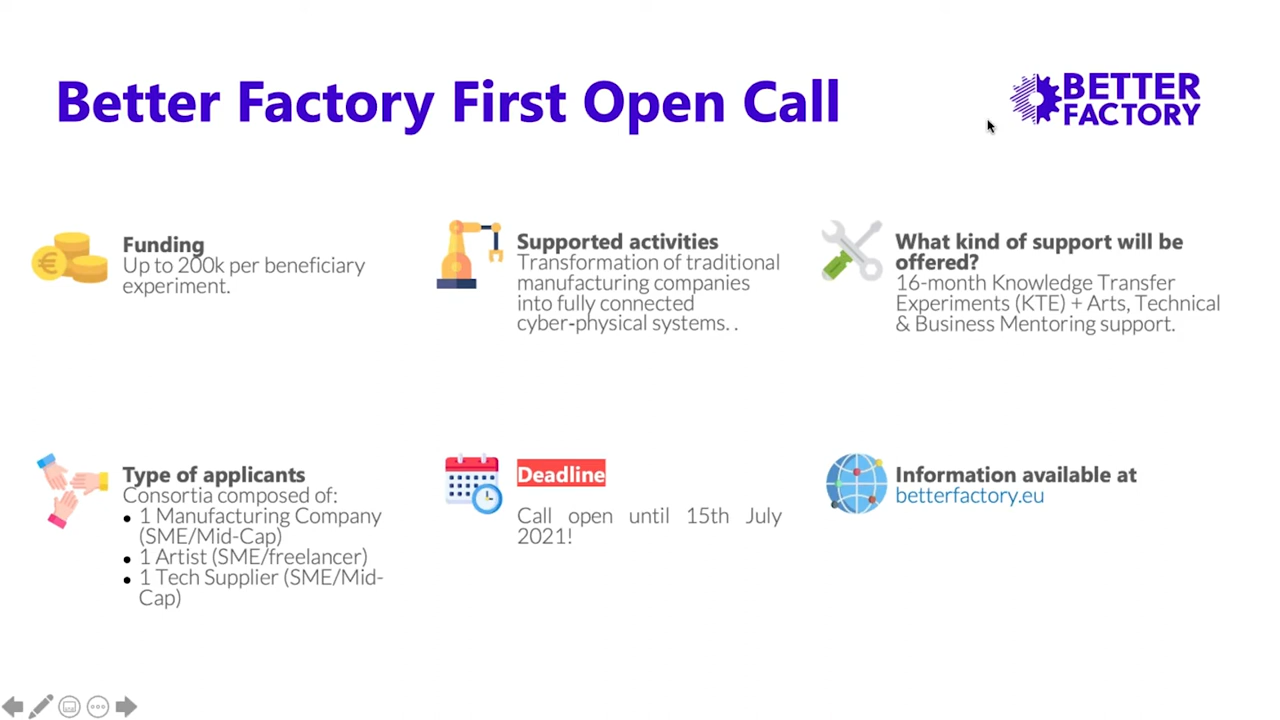 Better Factory First Open Call
BETTER
FACTORY
Funding
Up to 200k per beneficiary
experiment.
Supported activities
Transformation of traditional
manufacturing companies
into fully connected
cyber-physical systems. .
What kind of support will be
offered?
16-month Knowledge Transfer
Experiments (KTE) + Arts, Technical
& Business Mentoring support.
Type of applicants
Consortia composed of:
• 1 Manufacturing Company
(SME/Mid-Cap)
• 1 Artist (SME/freelancer)
• 1 Tech Supplier (SME/Mid-
Cap)
Deadline
Call open until 15th July
2021!
Information available at
betterfactory.eu